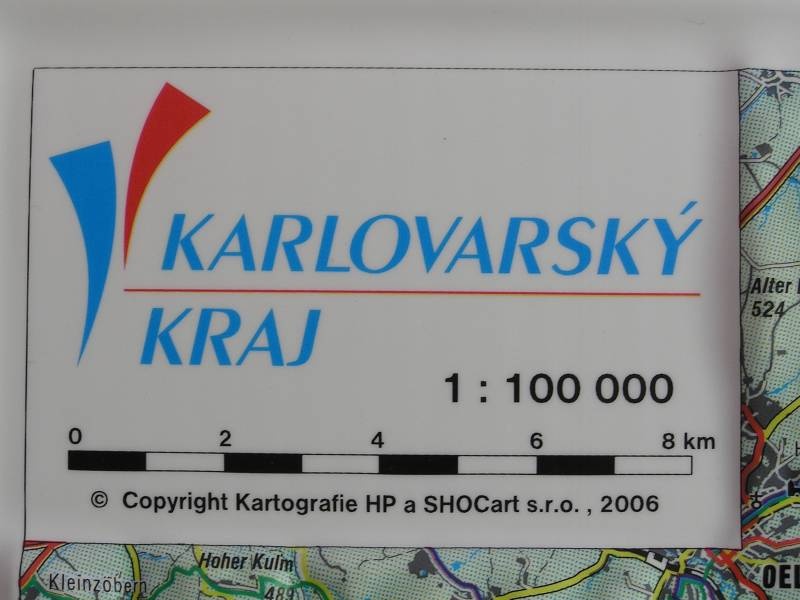 KARLOVARSKÝ
KRAJ
1 : 100 000
0 2 4 6 8 km
© Copyright Kartografie HP a SHOCart s.r.o. , 2006
Alter
524
Hoher Kulm
Kleinzöbern